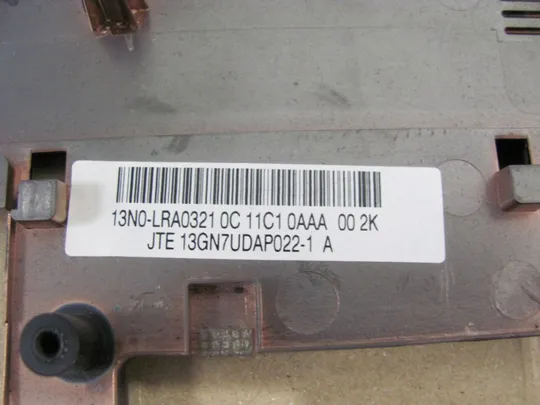 13N0-LRA0321 0C 11C1 0AAA 00 2K
JTE 13GN7UDAP022-1 A